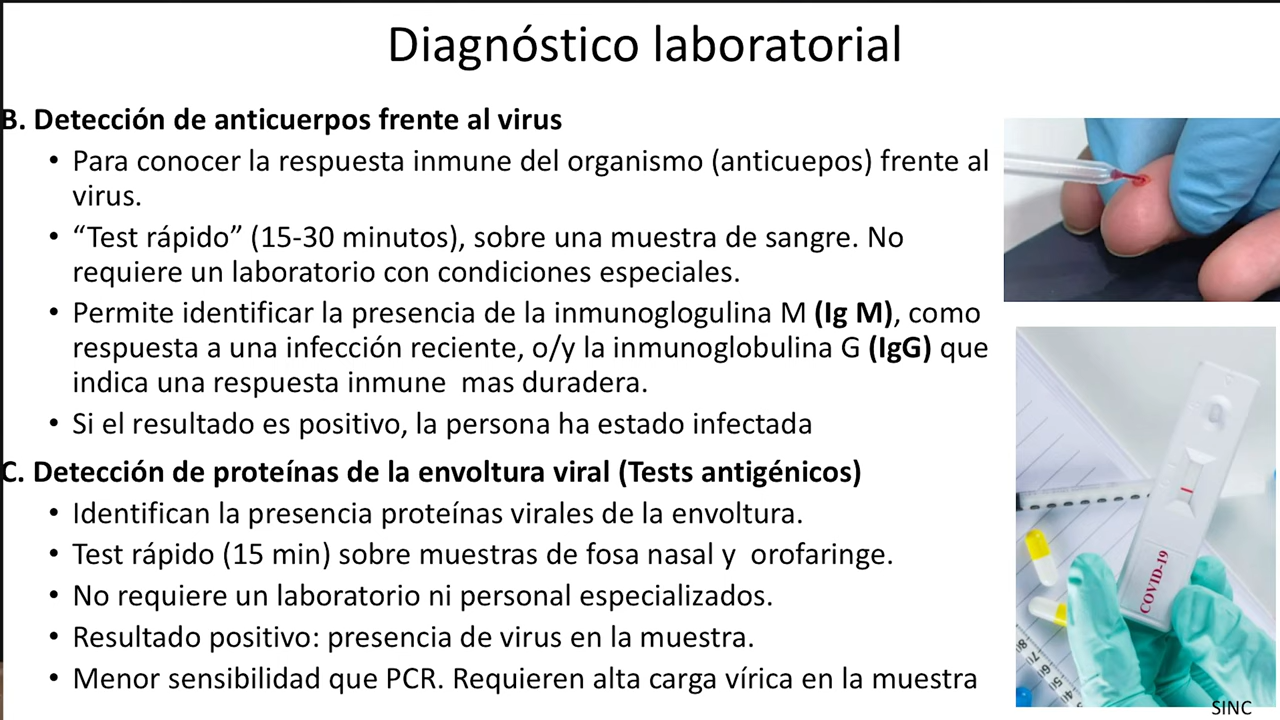 Diagnóstico laboratorial
B. Detección de anticuerpos frente al virus
• Para conocer la respuesta inmune del organismo (anticuepos) frente al
virus.
• “Test rápido” (15-30 minutos), sobre una muestra de sangre. No
requiere un laboratorio con condiciones especiales.
• Permite identificar la presencia de la inmunoglogulina M (Ig M), como
respuesta a una infección reciente, o/y la inmunoglobulina G (IgG) que
indica una respuesta inmune  mas duradera.
• Si el resultado es positivo, la persona ha estado infectada
C. Detección de proteínas de la envoltura viral (Tests antigénicos)
• Identifican la presencia proteínas virales de la envoltura.
• Test rápido (15 min) sobre muestras de fosa nasal y  orofaringe.
• No requiere un laboratorio ni personal especializados.
• Resultado positivo: presencia de virus en la muestra.
• Menor sensibilidad que PCR. Requieren alta carga vírica en la muestra
COVID-19
SINC